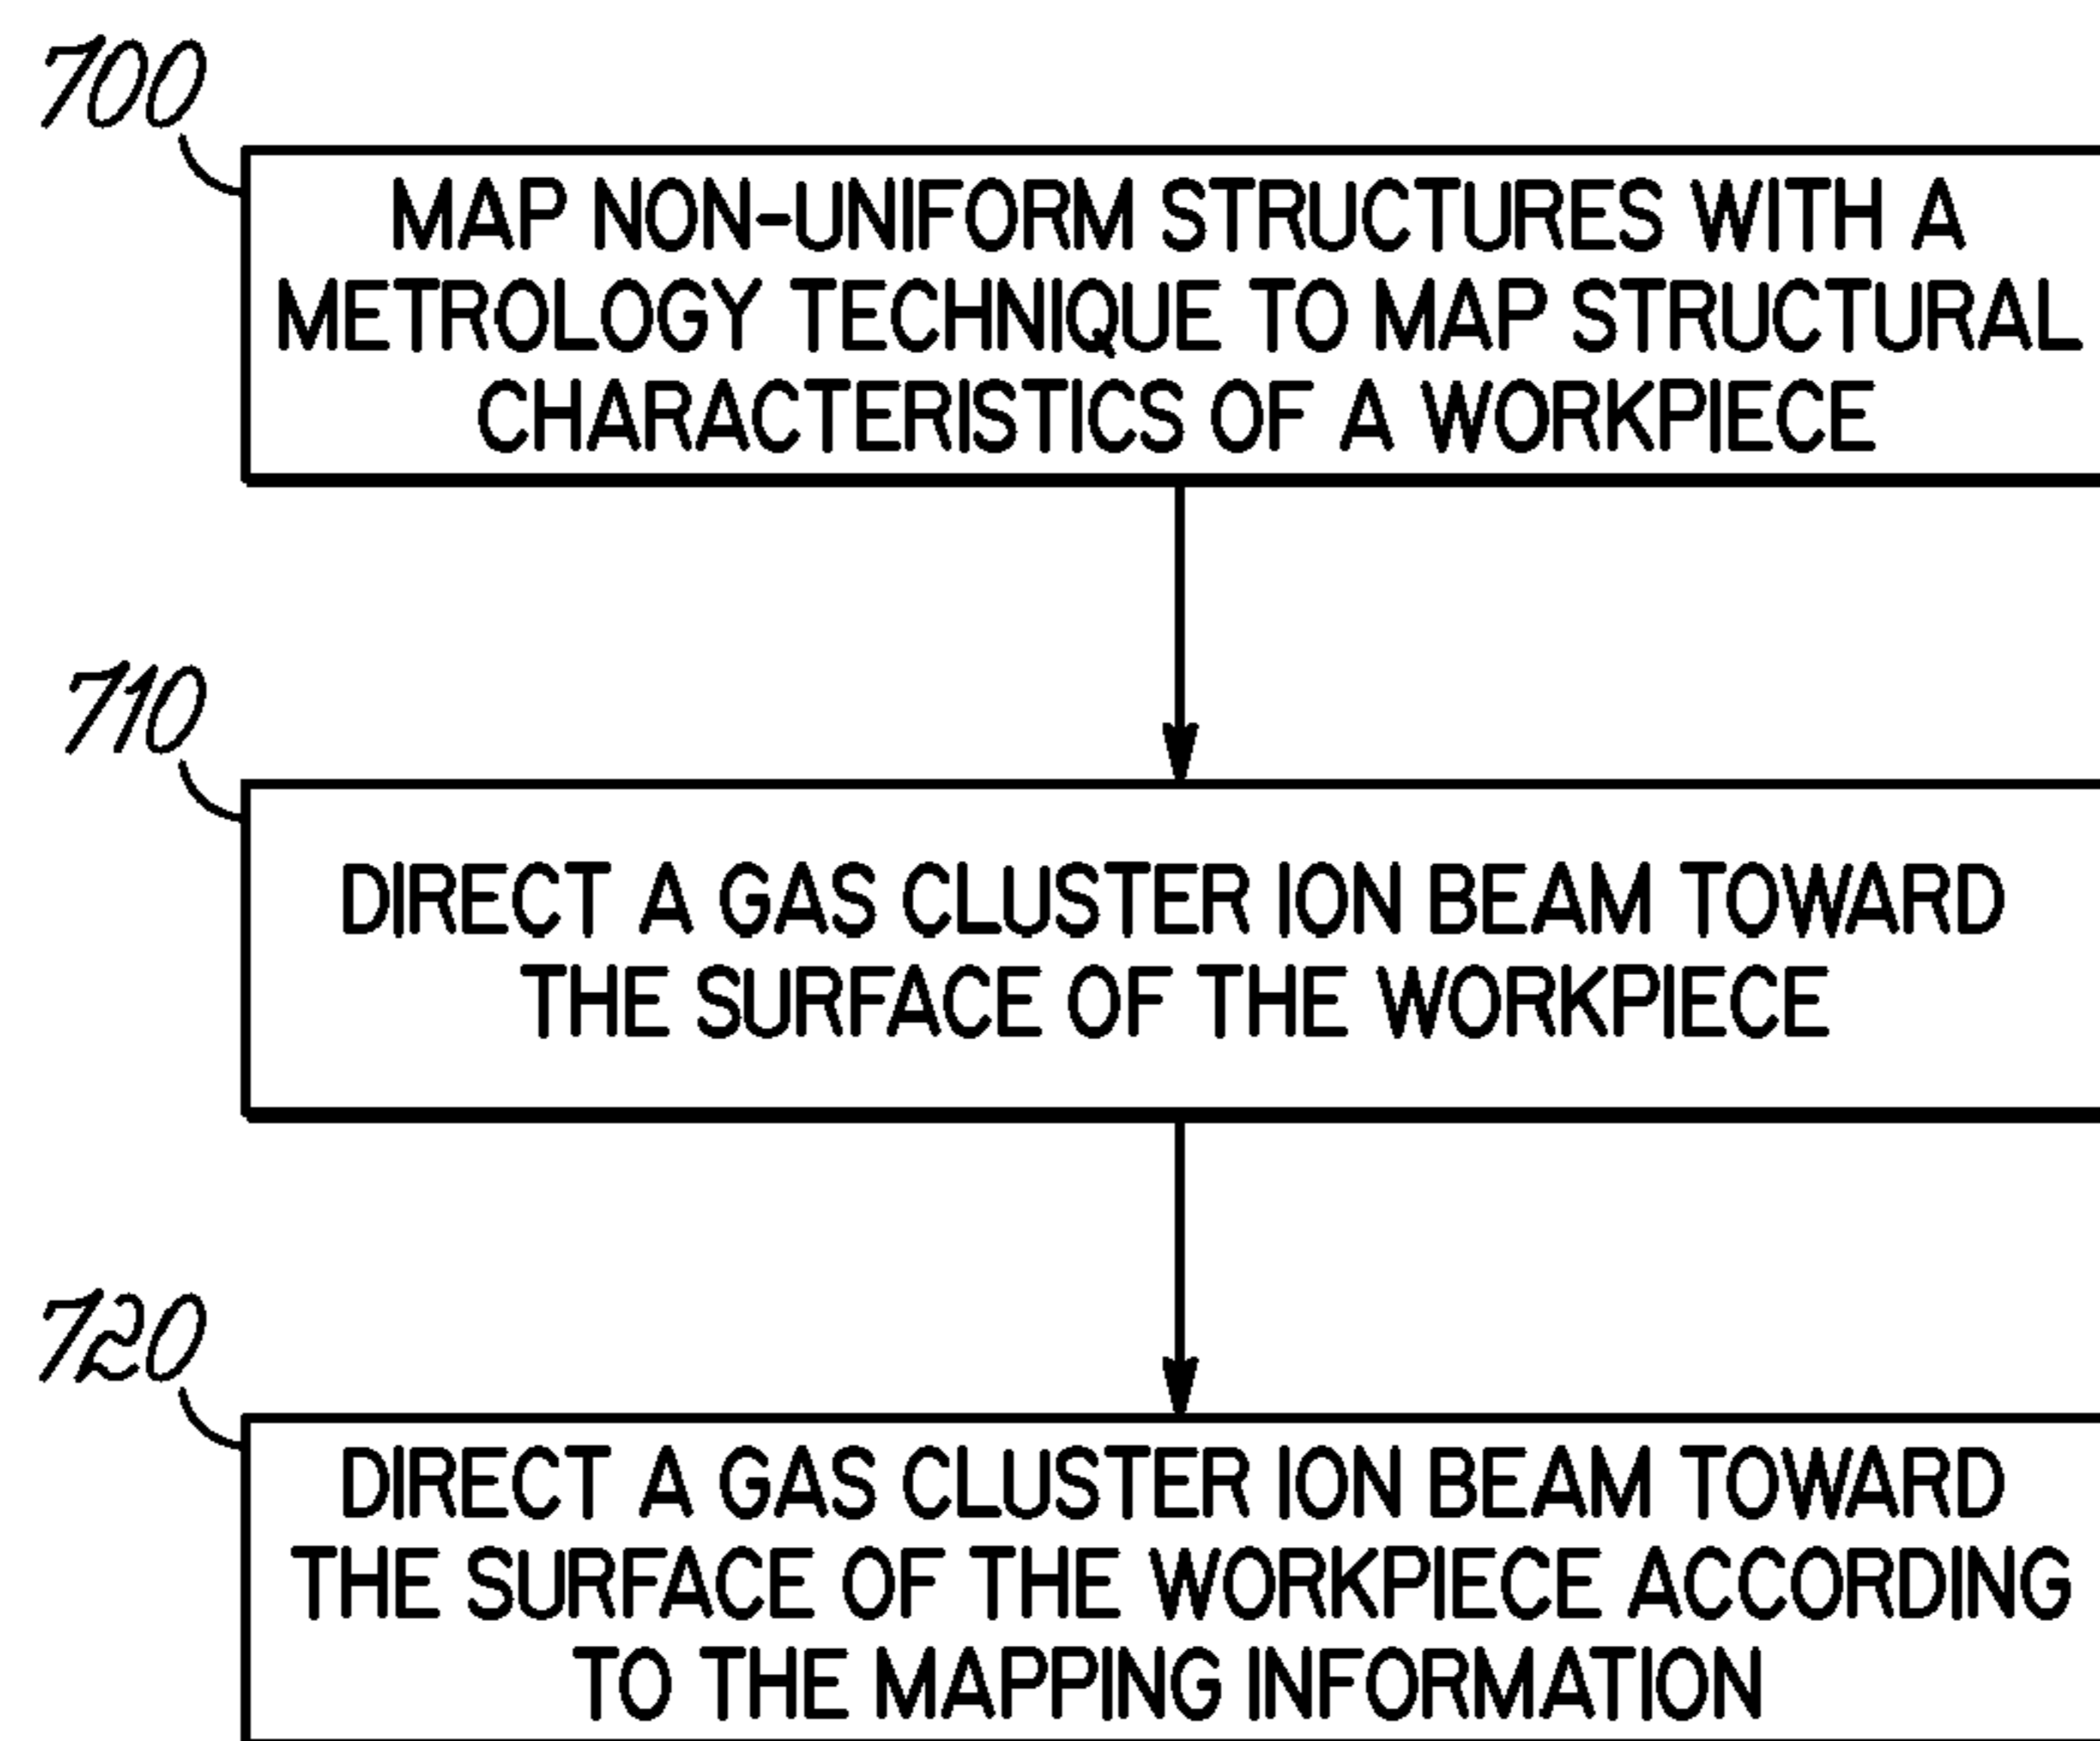 700
MAP NON-UNIFORM STRUCTURES WITH A
METROLOGY TECHNIQUE TO MAP STRUCTURAL
CHARACTERISTICS OF A WORKPIECE
710
DIRECT A GAS CLUSTER ION BEAM TOWARD
THE SURFACE OF THE WORKPIECE
720
DIRECT A GAS CLUSTER ION BEAM TOWARD
THE SURFACE OF THE WORKPIECE ACCORDING
TO THE MAPPING INFORMATION